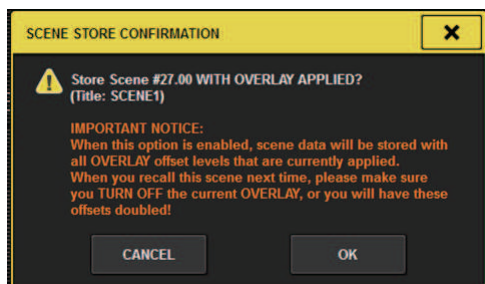 SCENE STORE CONFIRMATION
Store Scene #27.00 WITH OVERLAY APPLIED?
(Title: SCENE1)
IMPORTANT NOTICE:
When this option is enabled, scene data will be stored with
all OVERLAY offset levels that are currently applied.
When you recall this scene next time, please make sure
you TURN OFF the current OVERLAY, or you will have these
offsets doubled!
CANCEL OK